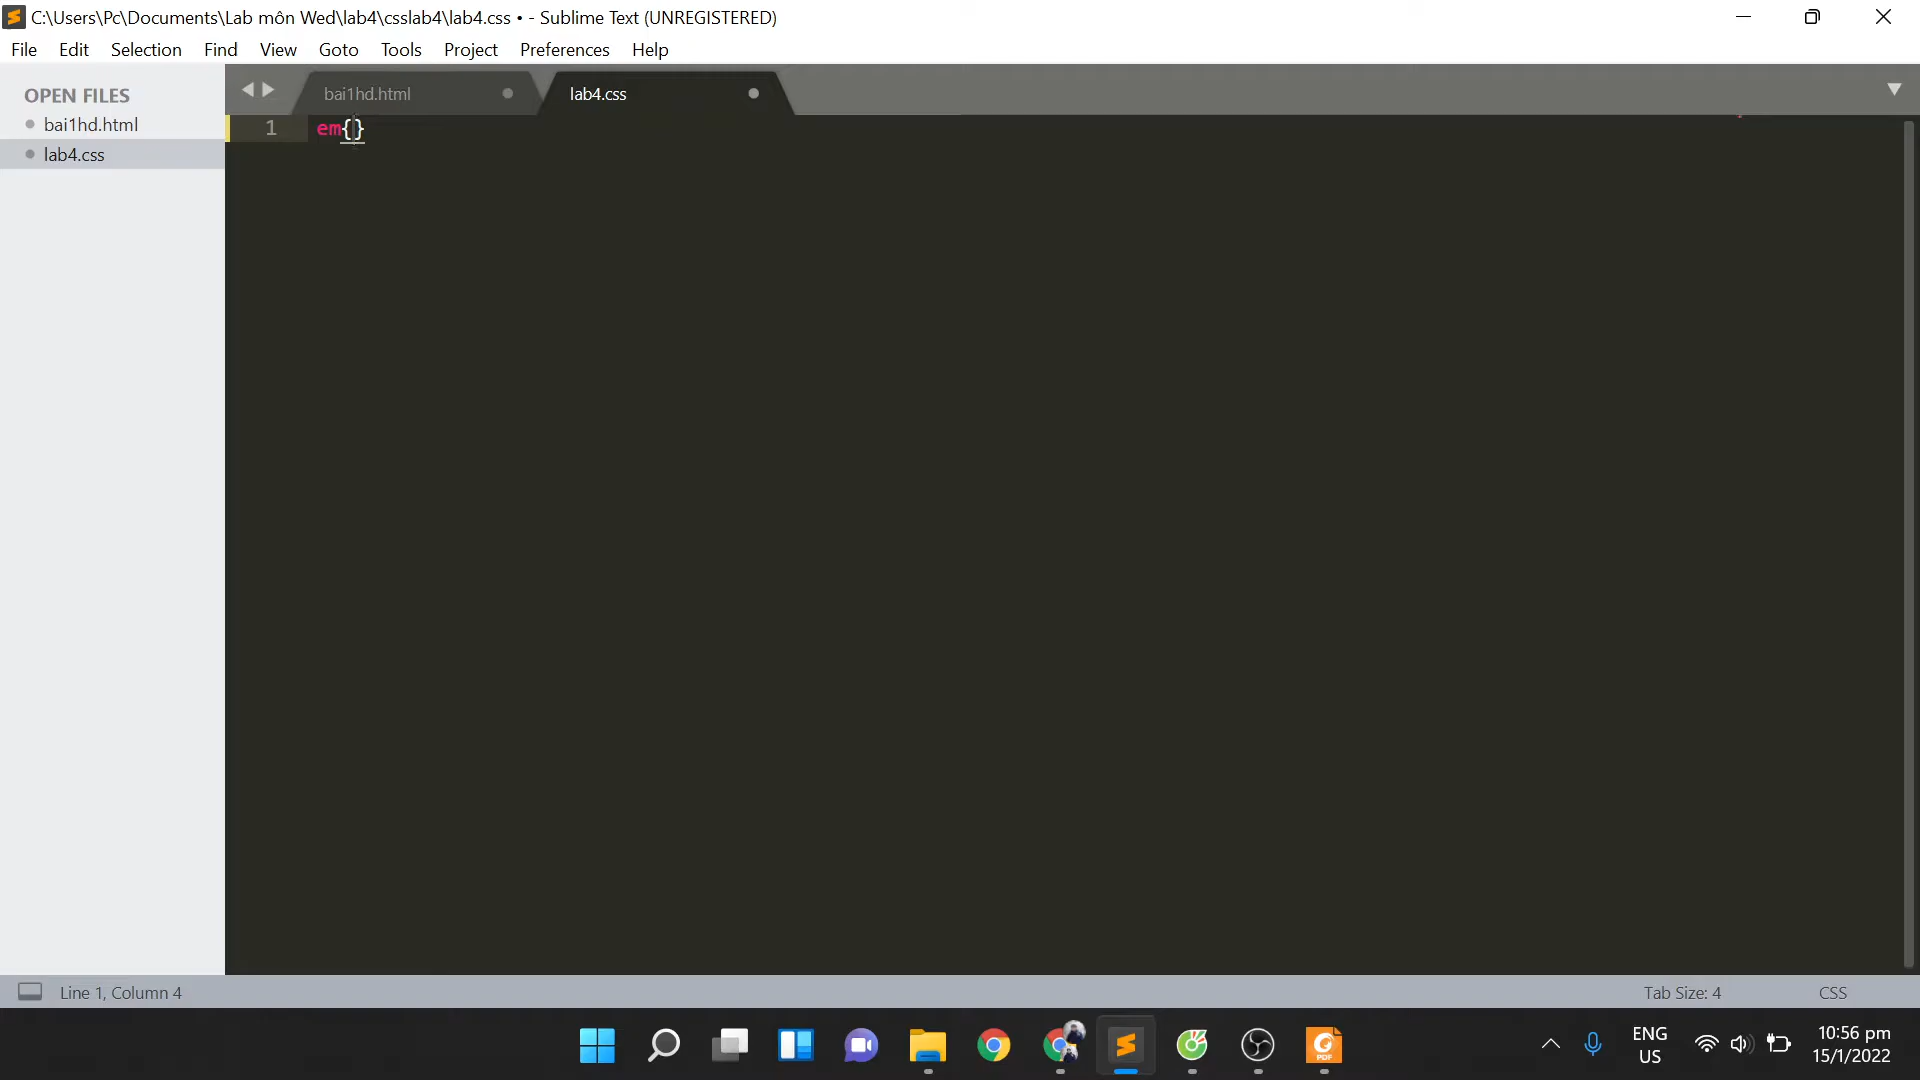 C:\Users\Pc\Documents\Lab môn Wed\lab4\csslab4\lab4.css • - Sublime Text (UNREGISTERED)
File Edit Selection Find View Goto Tools Project Preferences Help
OPEN FILES
bai1hd.html
lab4.css
bai1hd.html
lab4.css
1 em{}
Line 1, Column 4
Tab Size: 4
CSS
PDF
ENG
US
10:56 pm
15/1/2022